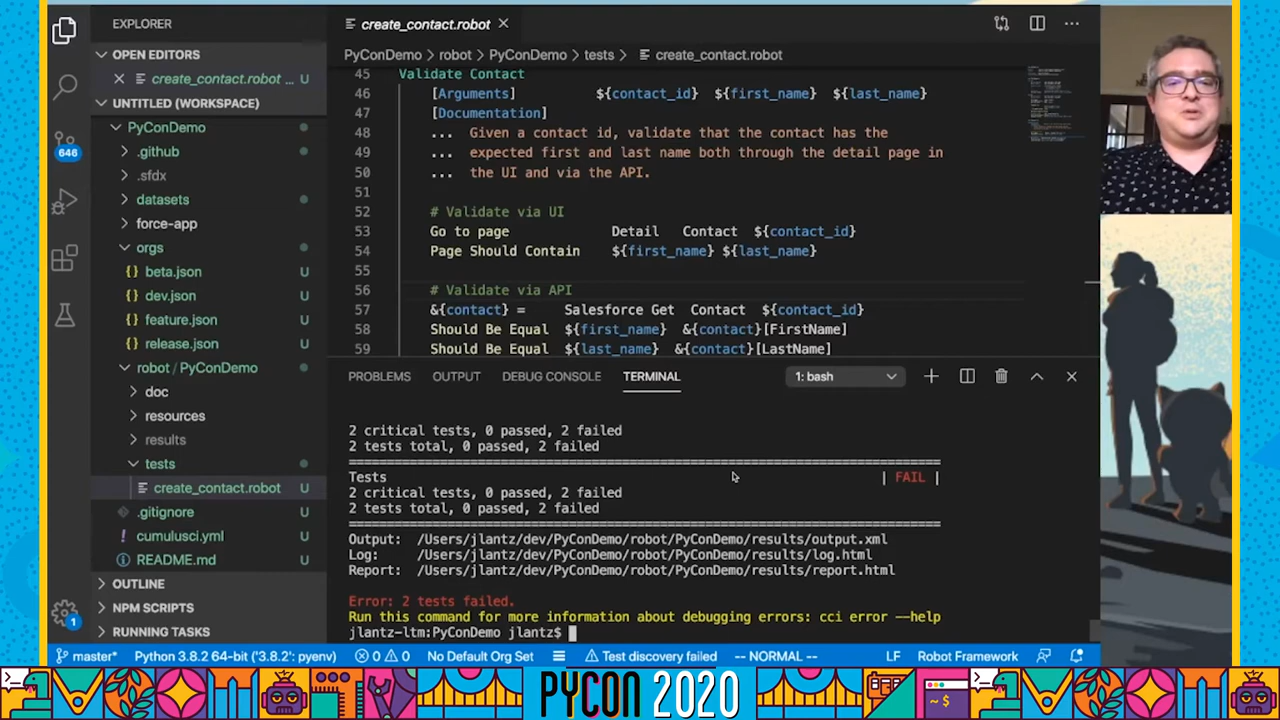 EXPLORER
OPEN EDITORS
create_contact.robot ... U
UNTITLED (WORKSPACE)
PyConDemo
.github
646
.sfdx
datasets
force-app
orgs
{} beta.json U
{} dev.json U
{} feature.json U
{} release.json U
robot / PyConDemo
doc
resources
results
tests
create_contact.robot U
.gitignore U
cumulusci.yml U
README.md U
OUTLINE
NPM SCRIPTS
1
RUNNING TASKS
create_contact.robot
PyConDemo > robot > PyConDemo > tests > create_contact.robot
45 Validate Contact
46 [Arguments] ${contact_id} ${first_name} ${last_name}
47 [Documentation]
48 ... Given a contact id, validate that the contact has the
49 ... expected first and last name both through the detail page in
50 ... the UI and via the API.
51
52 # Validate via UI
53 Go to page Detail Contact ${contact_id}
54 Page Should Contain ${first_name} ${last_name}
55
56 # Validate via API
57 &{contact} = Salesforce Get Contact ${contact_id}
58 Should Be Equal ${first_name} &{contact}[FirstName]
59 Should Be Equal ${last_name} &{contact}[LastName]
PROBLEMS OUTPUT DEBUG CONSOLE TERMINAL 1: bash
2 critical tests, 0 passed, 2 failed
2 tests total, 0 passed, 2 failed
==============================================================================
Tests | FAIL |
2 critical tests, 0 passed, 2 failed
2 tests total, 0 passed, 2 failed
==============================================================================
Output: /Users/jlantz/dev/PyConDemo/robot/PyConDemo/results/output.xml
Log: /Users/jlantz/dev/PyConDemo/robot/PyConDemo/results/log.html
Report: /Users/jlantz/dev/PyConDemo/robot/PyConDemo/results/report.html
Error: 2 tests failed.
Run this command for more information about debugging errors: cci error --help
jlantz-ltm:PyConDemo jlantz$
master* Python 3.8.2 64-bit ('3.8.2': pyenv) 0 0 No Default Org Set Test discovery failed -- NORMAL -- LF Robot Framework
PYCON 2020
~$